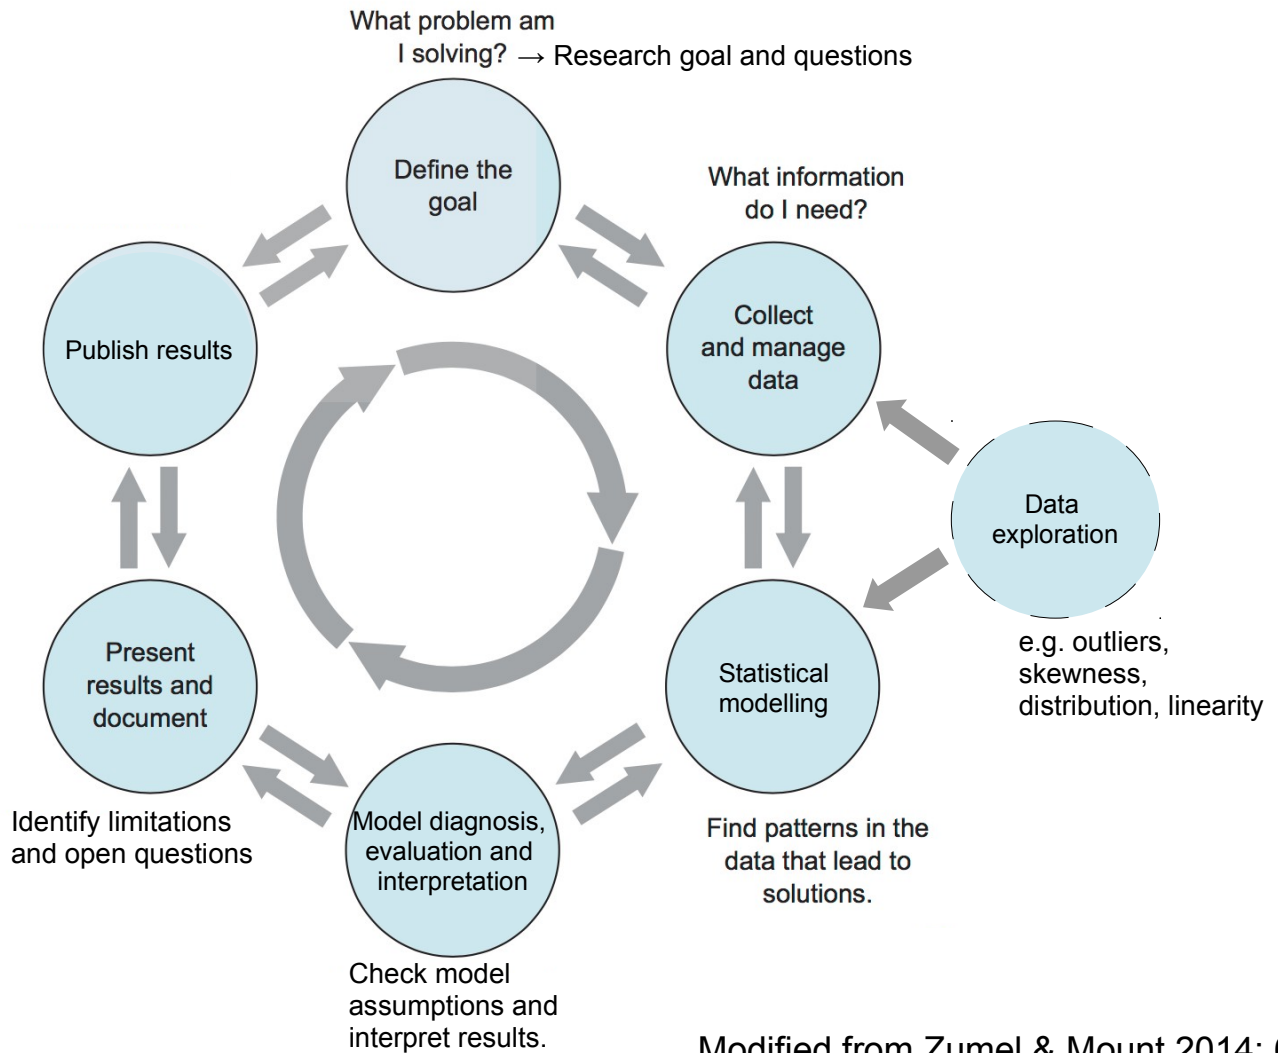 What problem am
I solving? → Research goal and questions
Define the
goal
What information
do I need?
Collect
and manage
data
Publish results
Data
exploration
e.g. outliers,
skewness,
distribution, linearity
Present
results and
document
Statistical
modelling
Identify limitations
and open questions
Model diagnosis,
evaluation and
interpretation
Find patterns in the
data that lead to
solutions.
Check model
assumptions and
interpret results.
Modified from Zumel & Mount 2014: